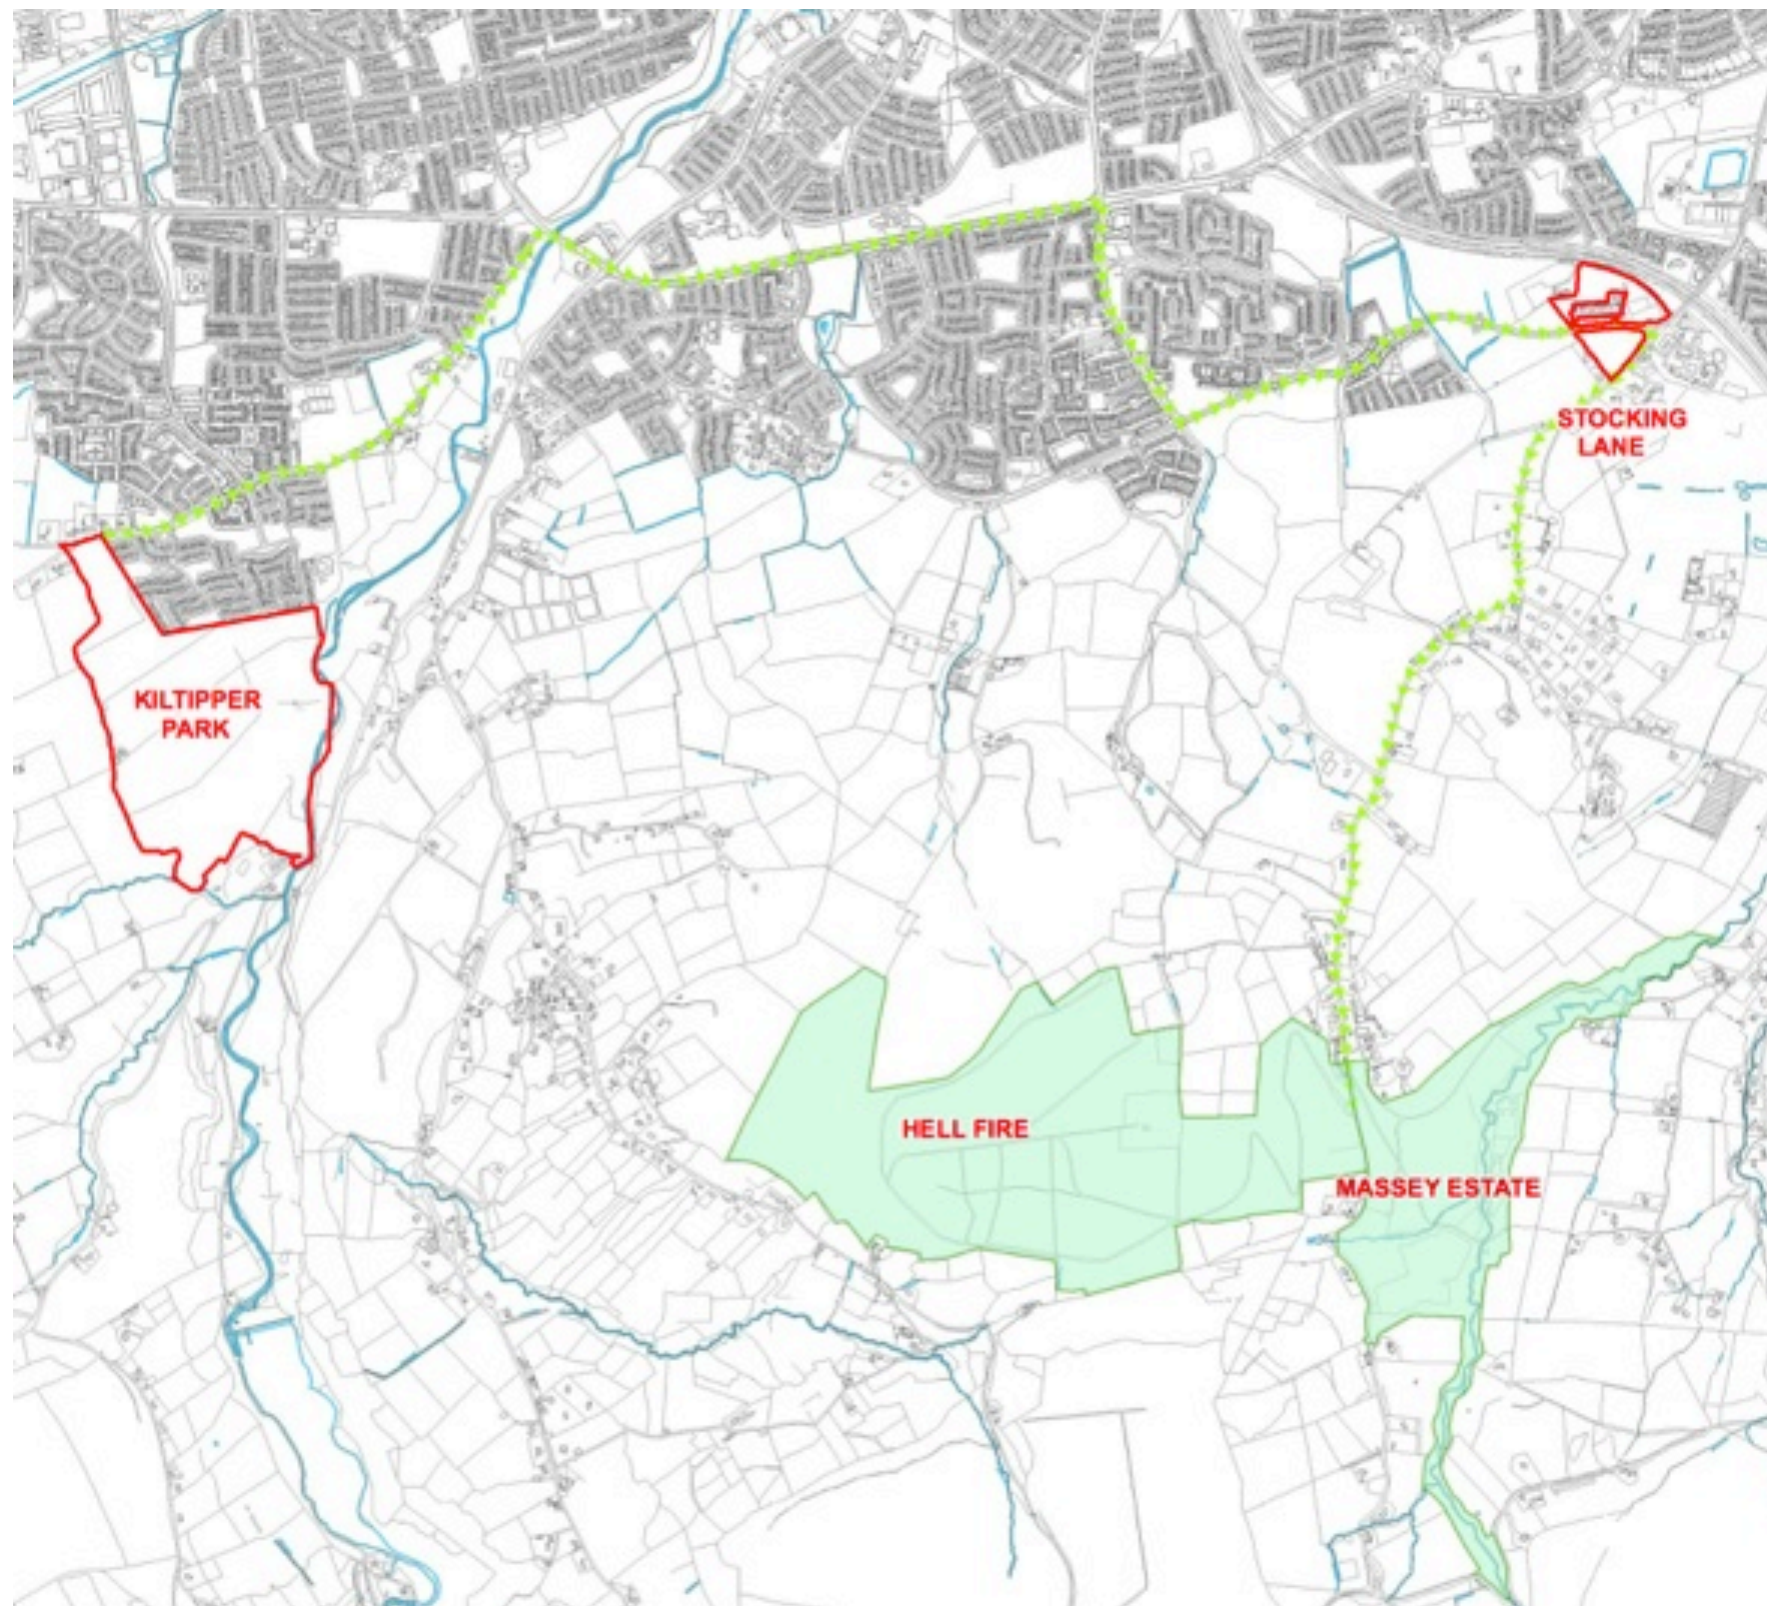 STOCKING
LANE
KILTIPPER
PARK
HELL FIRE
MASSEY ESTATE